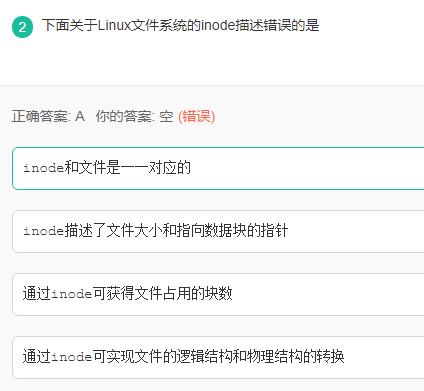 2 下面关于Linux文件系统的inode描述错误的是
正确答案: A 你的答案: 空 (错误)
inode和文件是一一对应的
inode描述了文件大小和指向数据块的指针
通过inode可获得文件占用的块数
通过inode可实现文件的逻辑结构和物理结构的转换